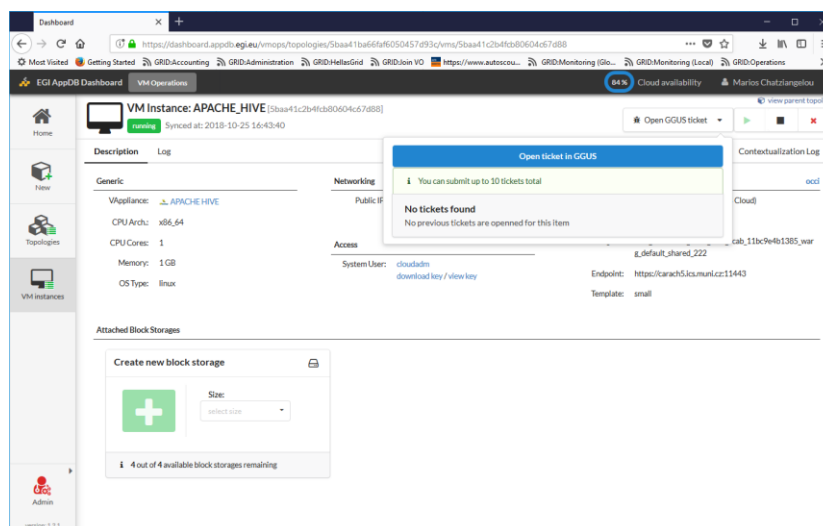 Dashboard
https://dashboard.appdb.egi.eu/vmops/topologies/5baa41ba66faf6050457d93c/vms/5baa41c2b4fcb80604c67d88
Most Visited Getting Started GRID:Accounting GRID:Administration GRID:HellasGrid GRID:Join VO https://www.autoscou... GRID:Monitoring (Glo... GRID:Monitoring (Local) GRID:Operations
EGI AppDB Dashboard VM Operations 84% Cloud availability Marios Chatziangelou
view parent topol
VM Instance: APACHE_HIVE [5baa41c2b4fcb80604c67d88]
running Synced at: 2018-10-25 16:43:40
Open GGUS ticket
Home
New
Topologies
VM instances
Admin
Description Log Contextualization Log
Open ticket in GGUS
You can submit up to 10 tickets total
No tickets found
No previous tickets are openned for this item
Generic
VAppliance: APACHE HIVE
CPU Arch.: x86_64
CPU Cores: 1
Memory: 1 GB
OS Type: linux
Networking
Public IP
Access
System User: cloudadm
download key / view key
occi
Cloud)
cab_11bc9e4b1385_war
g_default_shared_222
Endpoint: https://carach5.ics.muni.cz:11443
Template: small
Attached Block Storages
Create new block storage
Size:
select size
4 out of 4 available block storages remaining